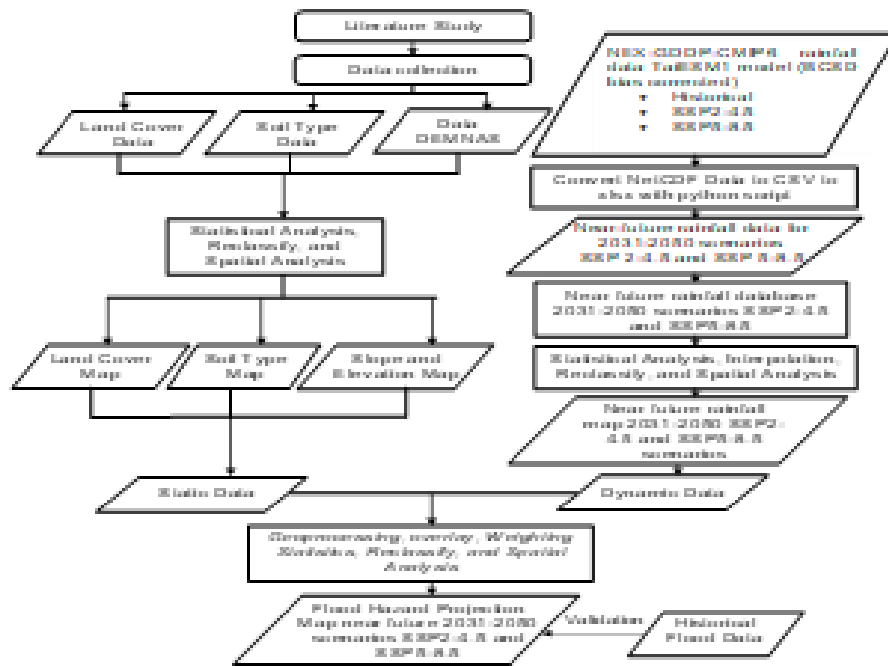 Literature Study
Data collection
Land Cover
Data
Soil Type
Data
Data
DEMNAS
Statistical Analysis,
Reclassify, and
Spatial Analysis
Land Cover
Map
Soil Type
Map
Slope and
Elevation Map
Static Data
NEX-GDDP-CMIP6 rainfall
data TaiESM1 model (BCSD
bias corrected)
• Historical
• SSP2-4.5
• SSP5-8.5
Convert NetCDF Data to CSV to
xlsx with python script
Near-future rainfall data for
2031-2050 scenarios
SSP 2-4.5 and SSP 5-8.5
Near future rainfall database
2031-2050 scenarios SSP2-4.5
and SSP5-8.5
Statistical Analysis, Interpolation,
Reclassify, and Spatial Analysis
Near future rainfall
map 2031-2050 SSP2-
4.5 and SSP5-8.5
scenarios
Dynamic Data
Geoprocessing, overlay, Weighting
Statistics, Reclassify, and Spatial
Analysis
Flood Hazard Projection
Map near future 2031-2050
scenarios SSP2-4.5 and
SSP5-8.5
Validation
Historical
Flood Data